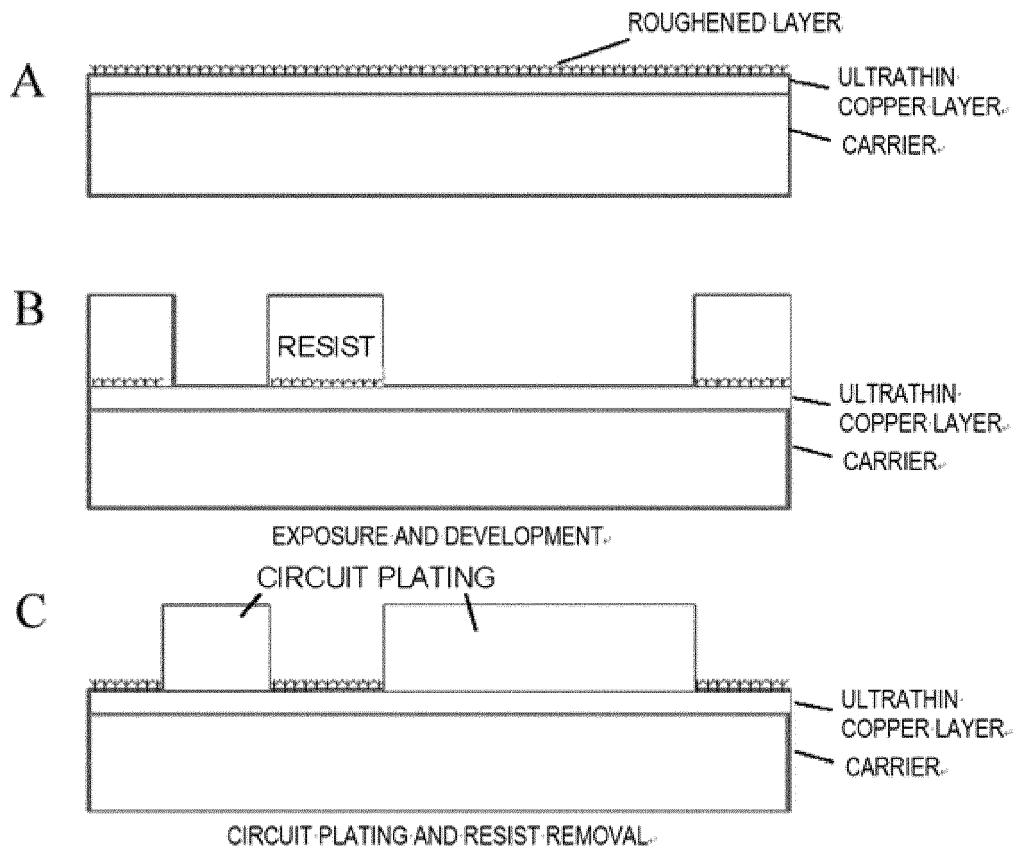 ROUGHENED LAYER
A
ULTRATHIN
COPPER LAYER
CARRIER
B
RESIST
ULTRATHIN
COPPER LAYER
CARRIER
EXPOSURE AND DEVELOPMENT
CIRCUIT PLATING
C
ULTRATHIN
COPPER LAYER
CARRIER
CIRCUIT PLATING AND RESIST REMOVAL